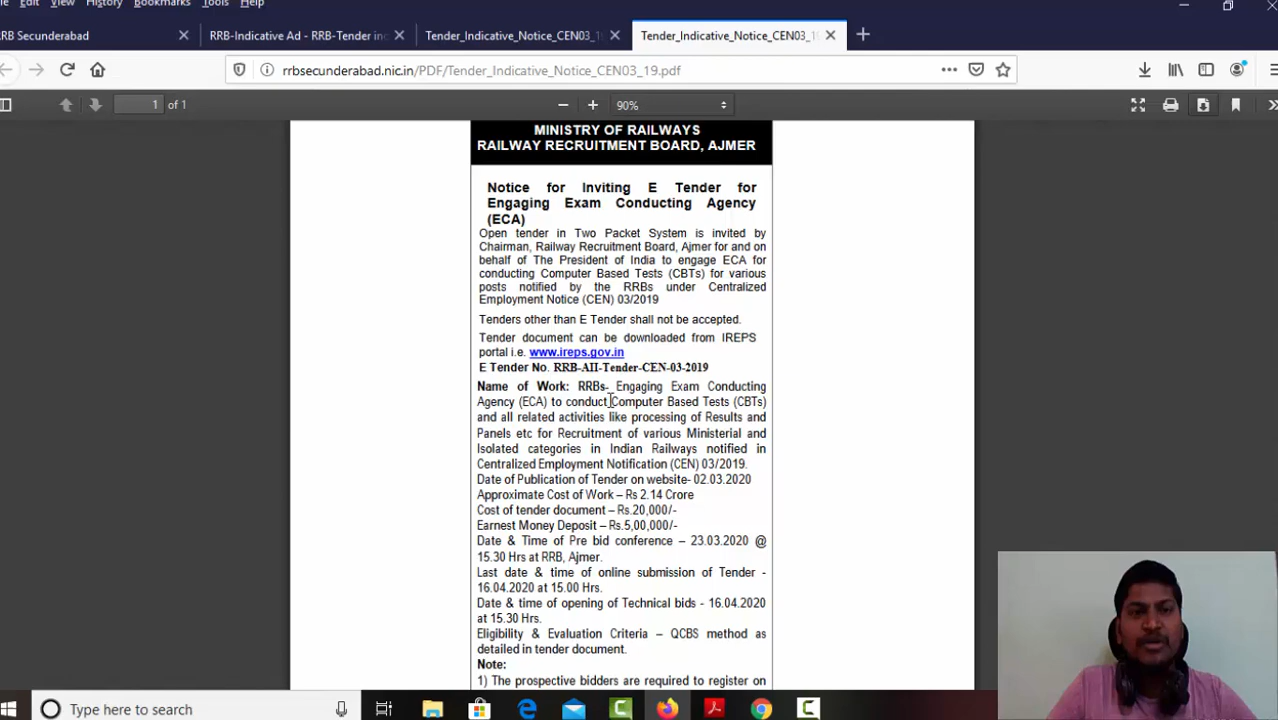 Edit View History Bookmarks Tools Help
RRB Secunderabad
RRB-Indicative Ad - RRB-Tender in
Tender_Indicative_Notice_CEN03_1
Tender_Indicative_Notice_CEN03_
rrbsecunderabad.nic.in/PDF/Tender_Indicative_Notice_CEN03_19.pdf
1 of 1
90%
MINISTRY OF RAILWAYS
RAILWAY RECRUITMENT BOARD, AJMER
Notice for Inviting E Tender for
Engaging Exam Conducting Agency
(ECA)
Open tender in Two Packet System is invited by
Chairman, Railway Recruitment Board, Ajmer for and on
behalf of The President of India to engage ECA for
conducting Computer Based Tests (CBTs) for various
posts notified by the RRBs under Centralized
Employment Notice (CEN) 03/2019
Tenders other than E Tender shall not be accepted.
Tender document can be downloaded from IREPS
portal i.e. www.ireps.gov.in
E Tender No. RRB-AII-Tender-CEN-03-2019
Name of Work: RRBs- Engaging Exam Conducting
Agency (ECA) to conduct Computer Based Tests (CBTs)
and all related activities like processing of Results and
Panels etc for Recruitment of various Ministerial and
Isolated categories in Indian Railways notified in
Centralized Employment Notification (CEN) 03/2019.
Date of Publication of Tender on website- 02.03.2020
Approximate Cost of Work – Rs 2.14 Crore
Cost of tender document – Rs.20,000/-
Earnest Money Deposit – Rs.5,00,000/-
Date & Time of Pre bid conference – 23.03.2020 @
15.30 Hrs at RRB, Ajmer.
Last date & time of online submission of Tender -
16.04.2020 at 15.00 Hrs.
Date & time of opening of Technical bids - 16.04.2020
at 15.30 Hrs.
Eligibility & Evaluation Criteria – QCBS method as
detailed in tender document.
Note:
1) The prospective bidders are required to register on
Type here to search